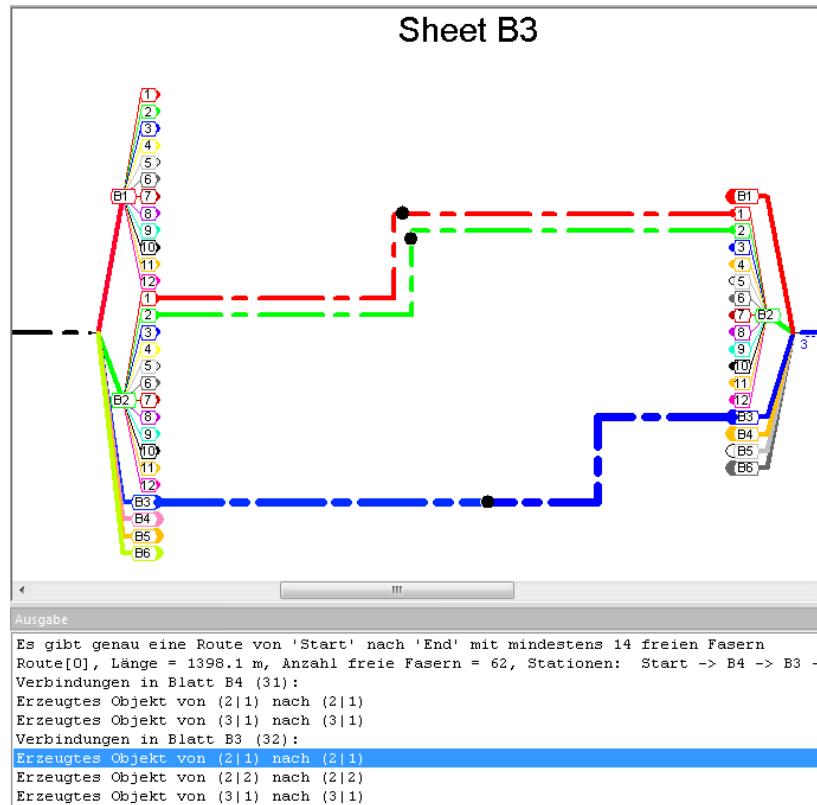 Sheet B3
1
2
3
4
5
6
B1
7
8
9
10
11
12
1
2
3
4
5
6
B2
7
8
9
10
11
12
B3
B4
B5
B6
B1
1
2
3
4
5
6
7
B2
8
9
10
11
12
B3
B4
B5
B6
3
Ausgabe
Es gibt genau eine Route von 'Start' nach 'End' mit mindestens 14 freien Fasern
Route[0], Länge = 1398.1 m, Anzahl freie Fasern = 62, Stationen: Start -> B4 -> B3 -
Verbindungen in Blatt B4 (31):
Erzeugtes Objekt von (2|1) nach (2|1)
Erzeugtes Objekt von (3|1) nach (3|1)
Verbindungen in Blatt B3 (32):
Erzeugtes Objekt von (2|1) nach (2|1)
Erzeugtes Objekt von (2|2) nach (2|2)
Erzeugtes Objekt von (3|1) nach (3|1)